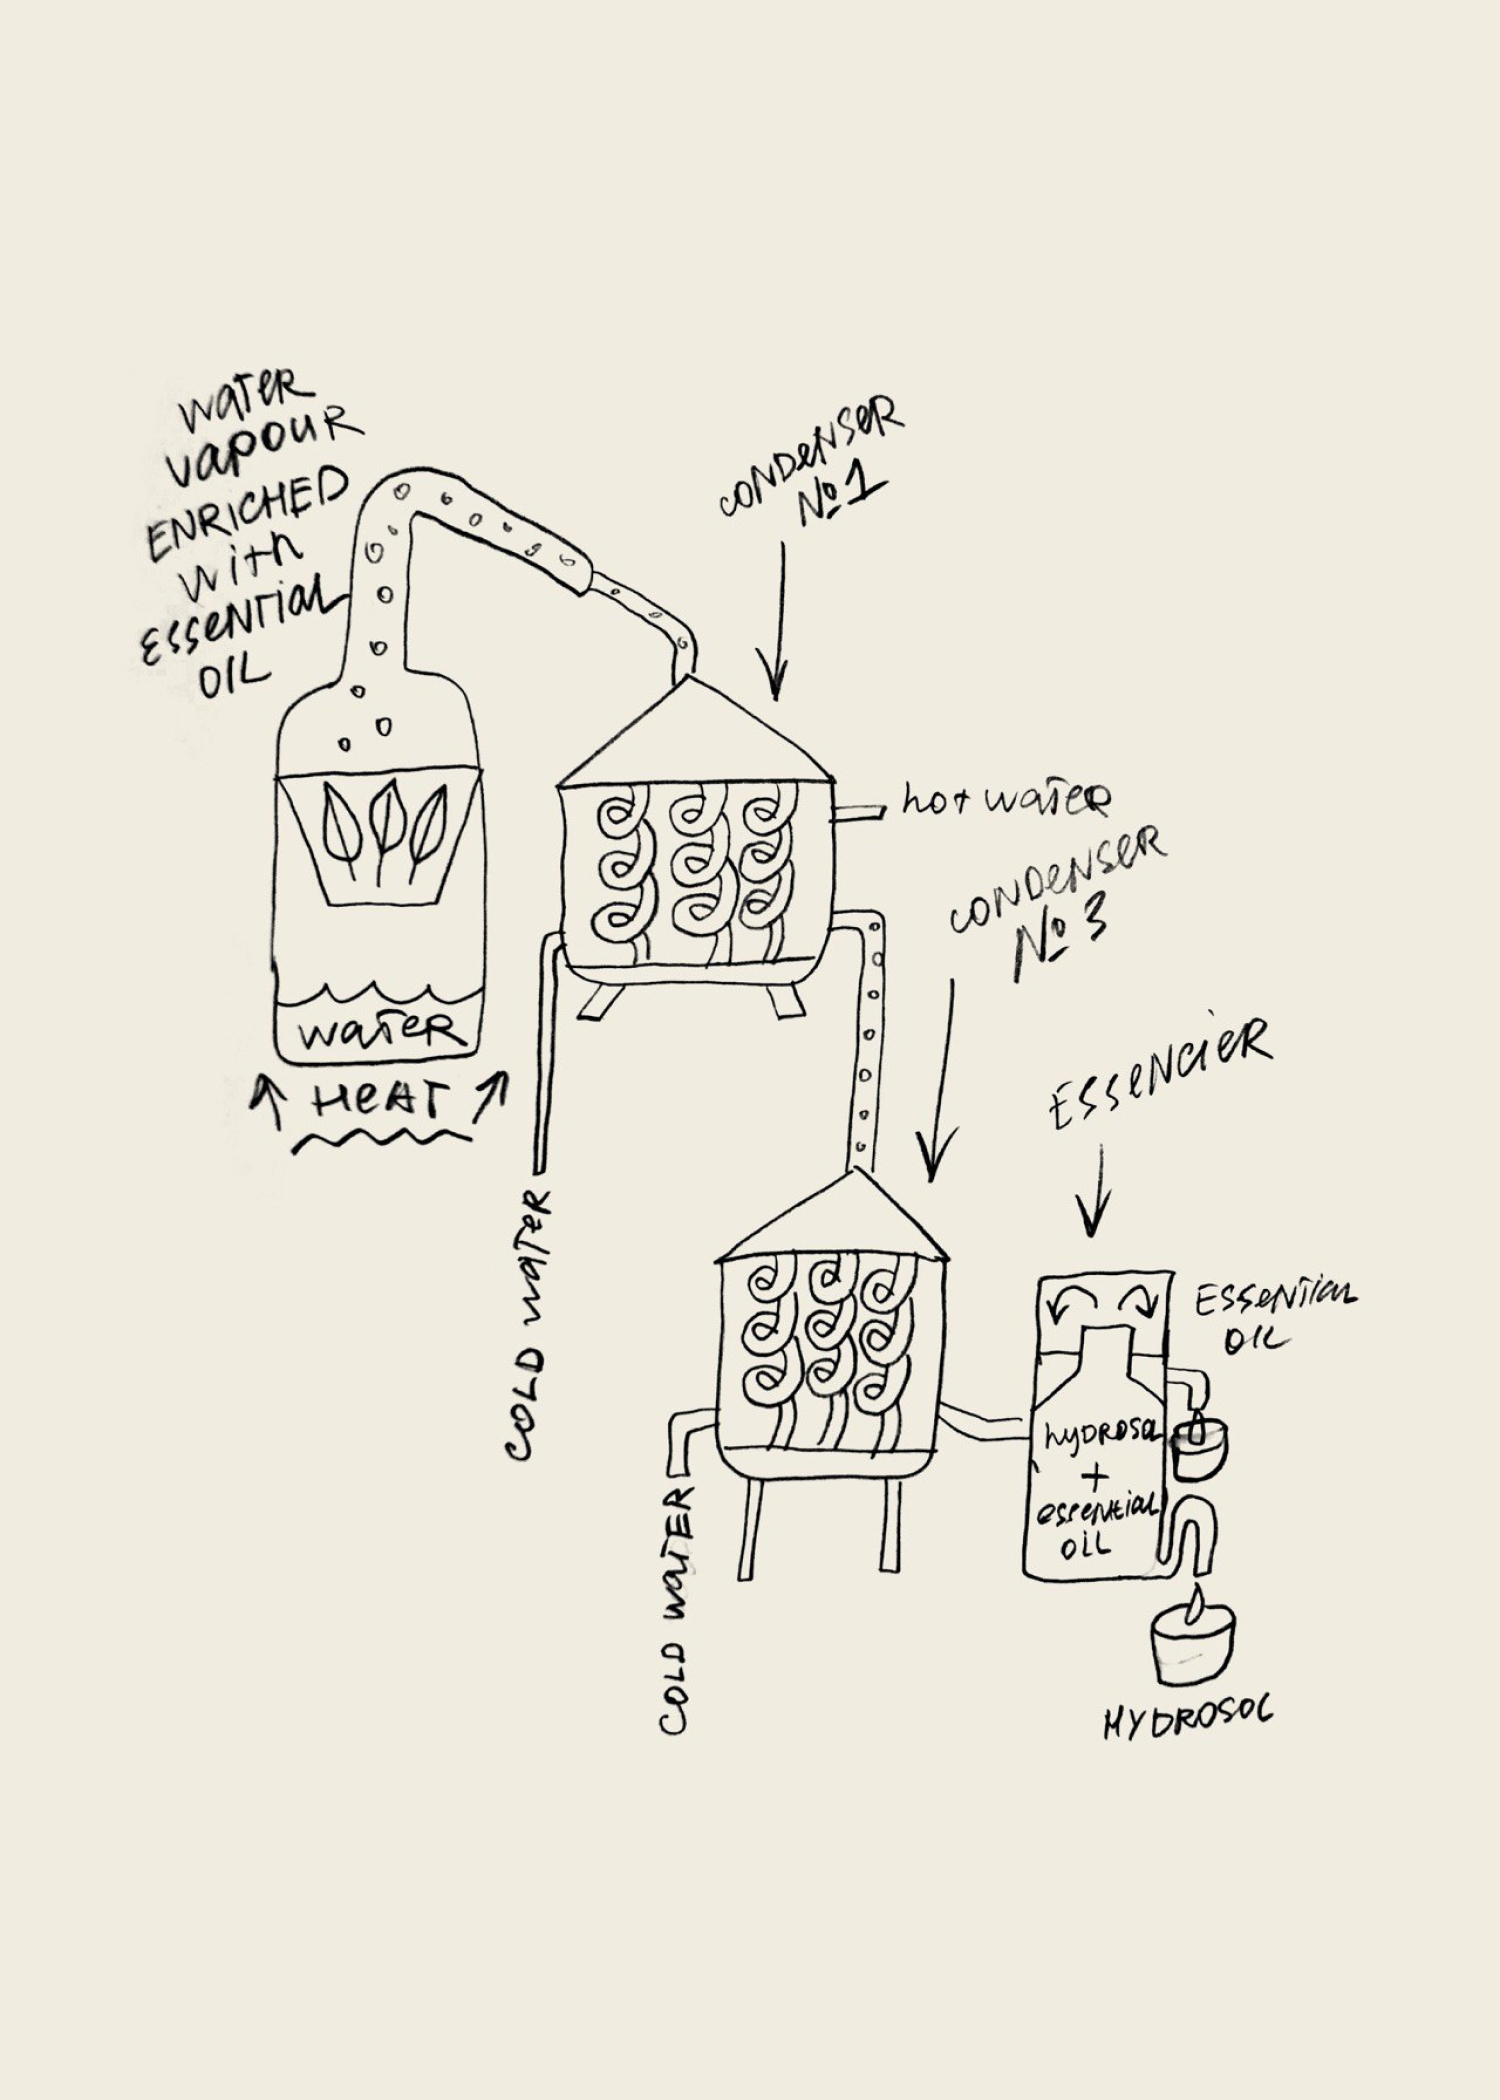 WATER
VAPOUR
ENRICHED
With
ESSENTIAL
OIL
CONDENSER
№1
hot water
CONDENSER
№3
WATER
HEAT
COLD WATER
ESSENCIER
ESSENTIAL
OIL
hydrosol
+
essential
OIL
COLD WATER
HYDROSOL